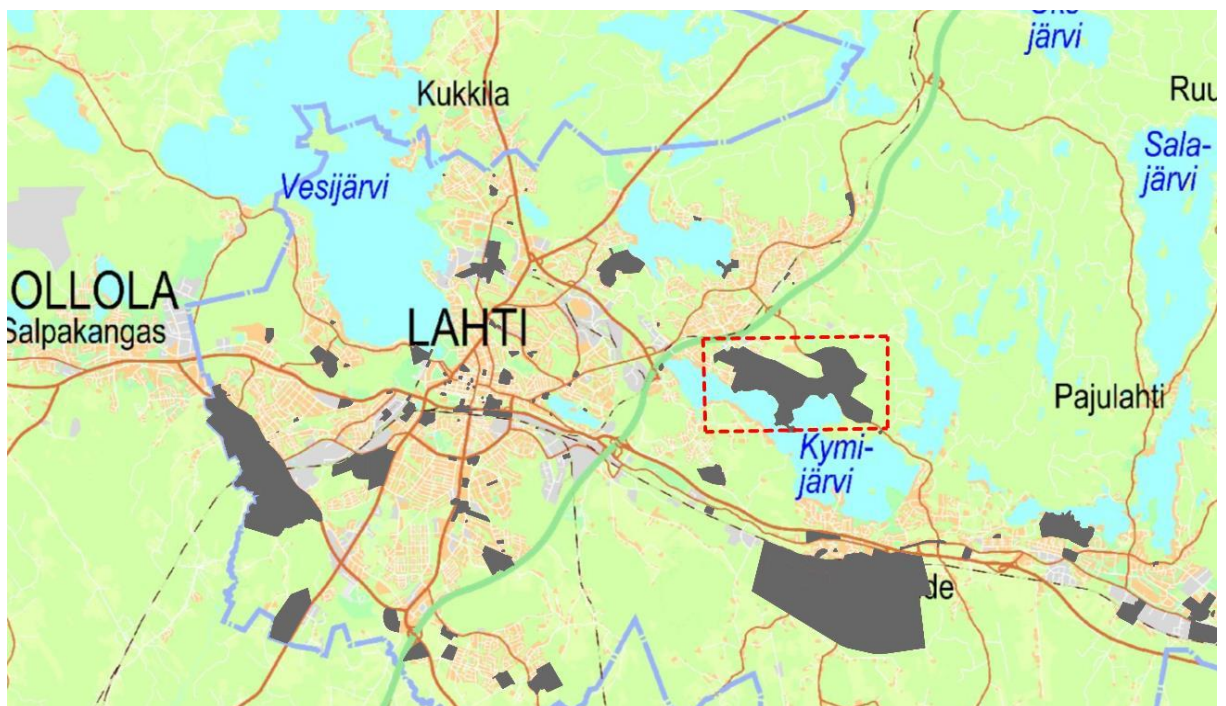 järvi
Kukkila
Ruu
Sala-
järvi
Vesijärvi
OLLOLA
Salpakangas
LAHTI
Pajulahti
Kymi-
järvi
de